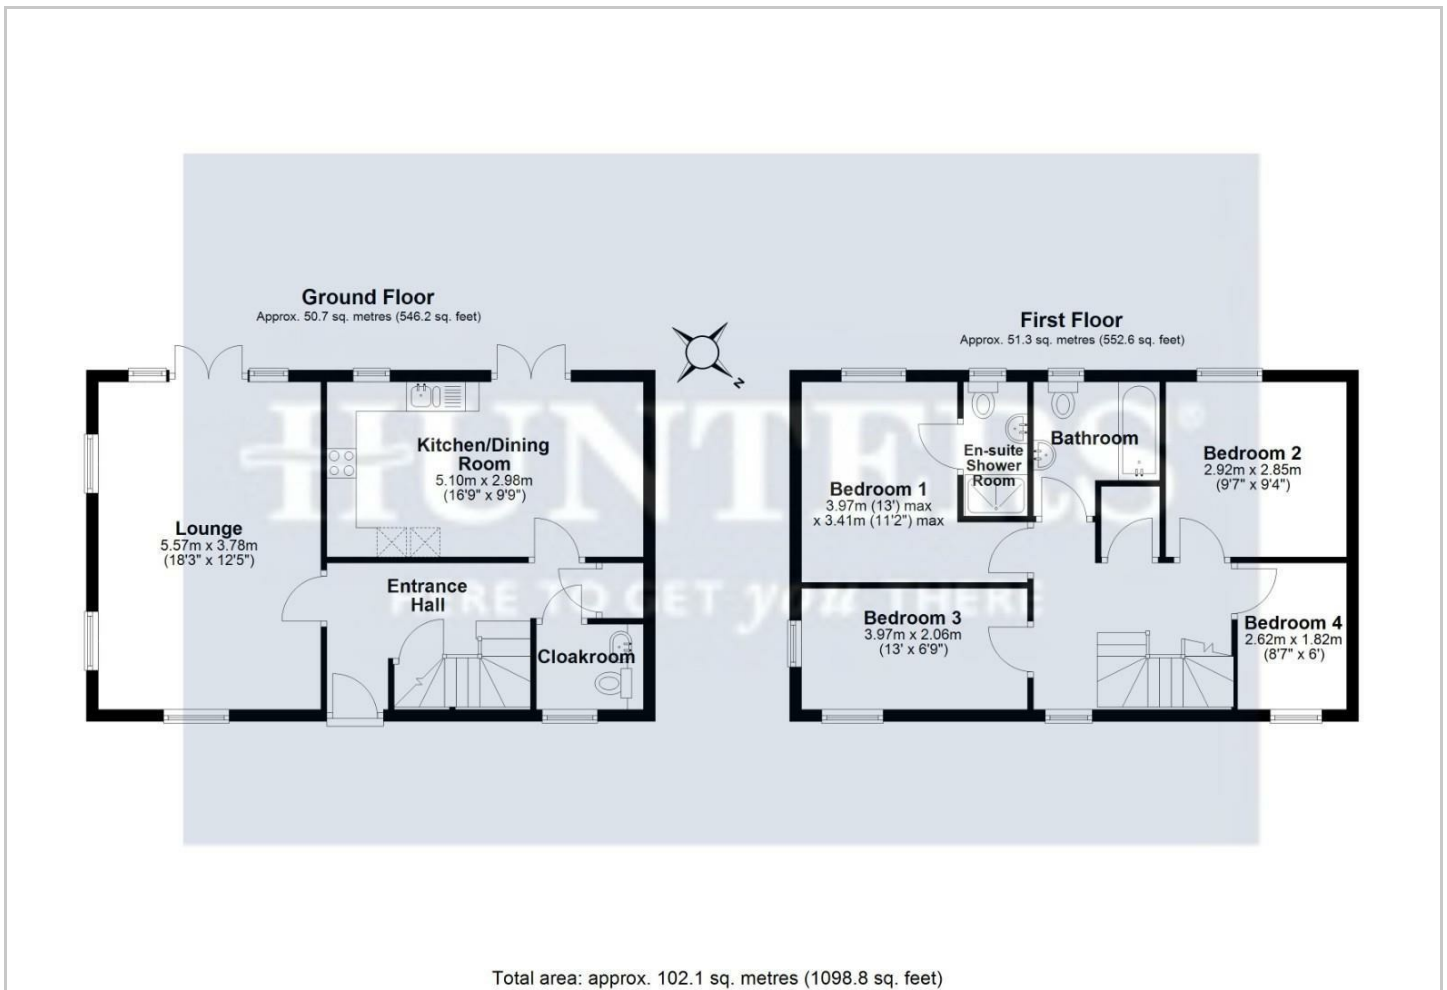 Ground Floor
Approx. 50.7 sq. metres (546.2 sq. feet)
Lounge
5.57m x 3.78m
(18'3" x 12'5")
Kitchen/Dining
Room
5.10m x 2.98m
(16'9" x 9'9")
Entrance
Hall
Cloakroom
N
First Floor
Approx. 51.3 sq. metres (552.6 sq. feet)
Bedroom 1
3.97m (13') max
x 3.41m (11'2") max
En-suite
Shower
Room
Bathroom
Bedroom 2
2.92m x 2.85m
(9'7" x 9'4")
Bedroom 3
3.97m x 2.06m
(13' x 6'9")
Bedroom 4
2.62m x 1.82m
(8'7" x 6')
HUNTERS®
HERE TO GET you THERE
Total area: approx. 102.1 sq. metres (1098.8 sq. feet)